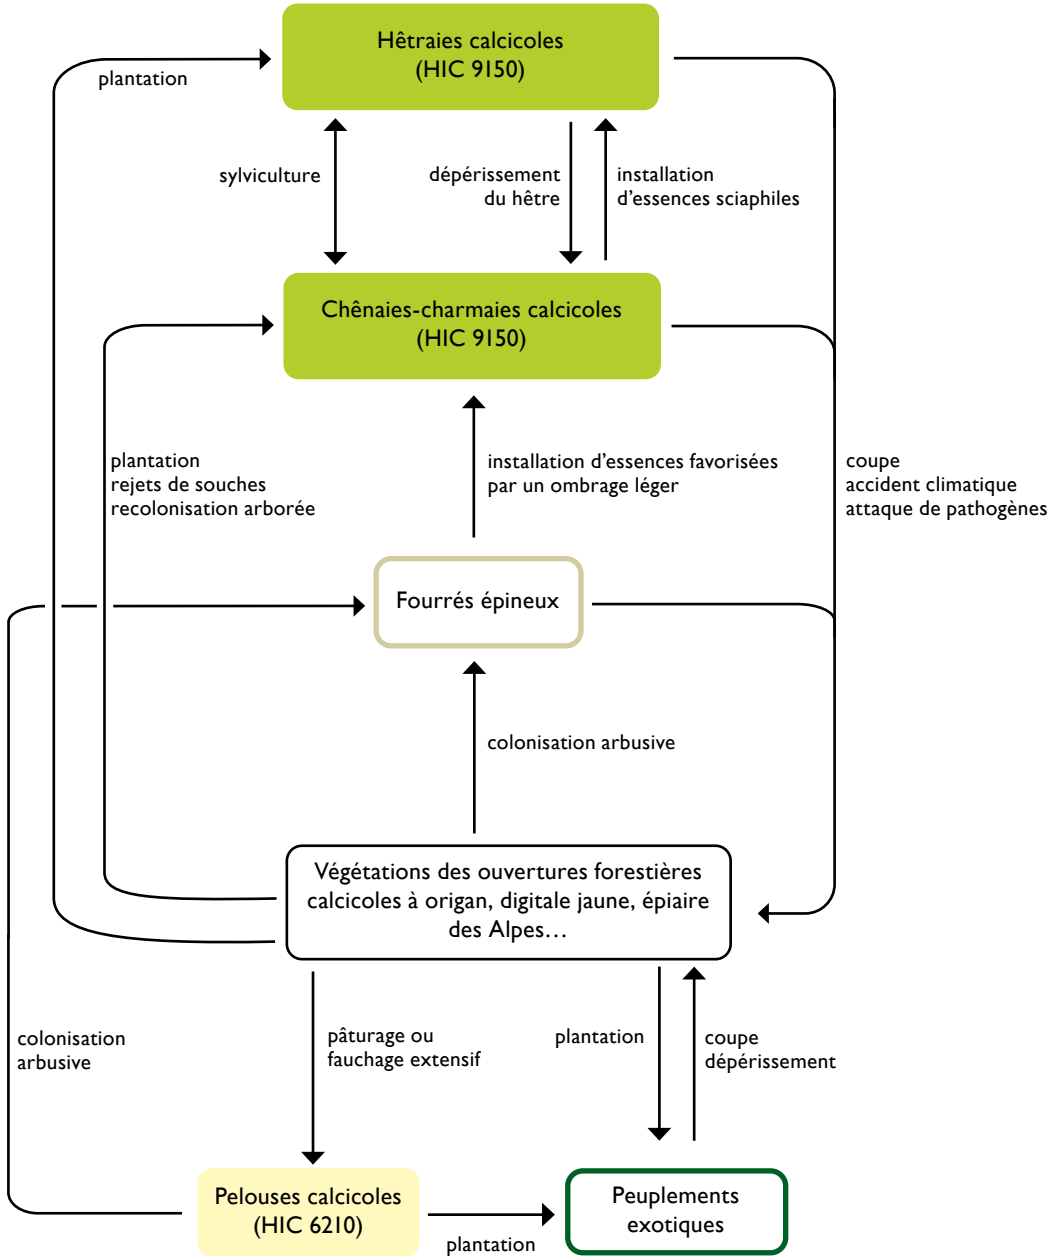 Hêtraies calcicoles
(HIC 9150)
plantation
sylviculture
dépérissement
du hêtre
installation
d'essences sciaphiles
Chênaies-charmaies calcicoles
(HIC 9150)
plantation
rejets de souches
recolonisation arborée
installation d'essences favorisées
par un ombrage léger
coupe
accident climatique
attaque de pathogènes
Fourrés épineux
colonisation arbusive
Végétations des ouvertures forestières
calcicoles à origan, digitale jaune, épiaire
des Alpes…
colonisation
arbusive
pâturage ou
fauchage extensif
plantation
coupe
dépérissement
Pelouses calcicoles
(HIC 6210)
plantation
Peuplements
exotiques